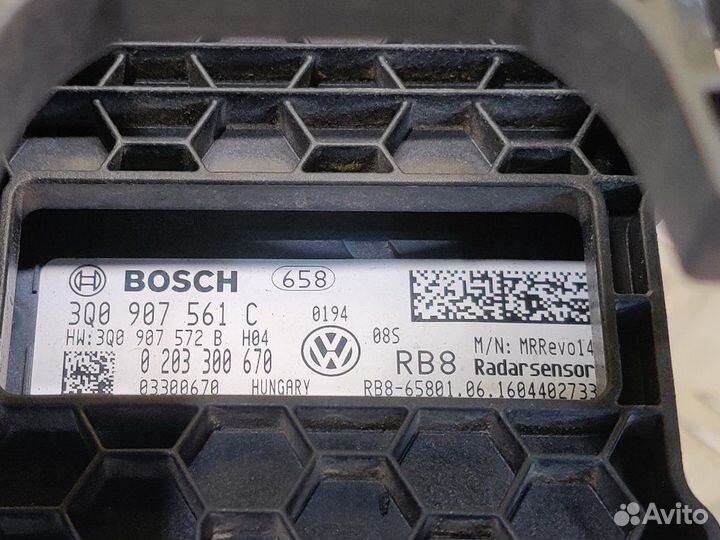 BOSCH 658
3Q0 907 561 C 0194
HW:3Q0 907 572 B H04 08S M/N: MRRevo14
0 203 300 670 RB8 Radarsensor
03300670 HUNGARY RB8-65801.06.1604402733
Avito